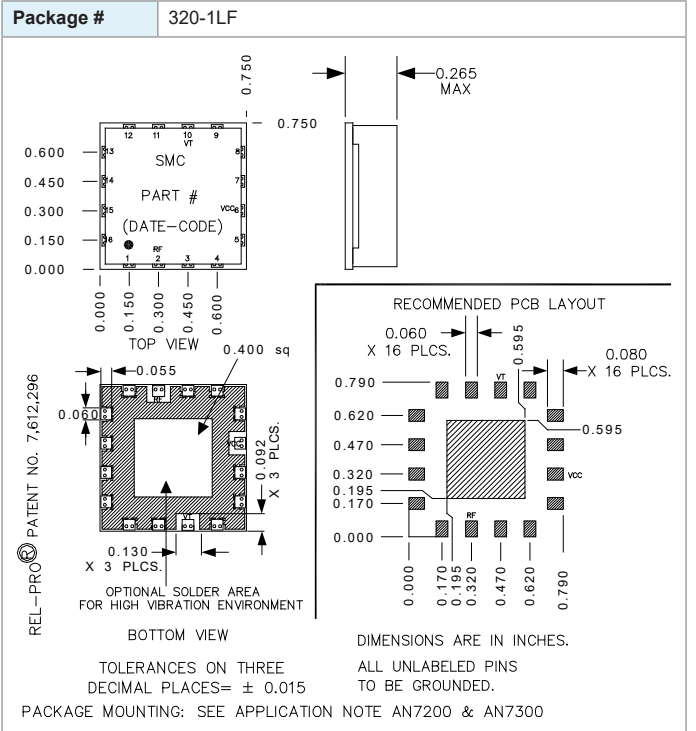 Package # 320-1LF
0.750
0.265
MAX
0.750
12 11 10 9
VT
13
8
0.600
SMC
14
7
0.450
PART #
15
VCC6
0.300
(DATE-CODE)
16
5
0.150
RF
1 2 3 4
0.000
0.000
0.150
0.300
0.450
0.600
TOP VIEW
0.400 sq
0.055
0.060
RF
VCC
VT
0.092
X 3 PLCS.
0.130
X 3 PLCS.
OPTIONAL SOLDER AREA
FOR HIGH VIBRATION ENVIRONMENT
BOTTOM VIEW
REL-PRO® PATENT NO. 7,612,296
RECOMMENDED PCB LAYOUT
0.060
X 16 PLCS.
0.595
0.080
X 16 PLCS.
0.790
VT
0.620
0.595
0.470
0.320
VCC
0.195
0.170
RF
0.000
0.000
0.170
0.195
0.320
0.470
0.620
0.790
DIMENSIONS ARE IN INCHES.
TOLERANCES ON THREE
DECIMAL PLACES= ± 0.015
ALL UNLABELED PINS
TO BE GROUNDED.
PACKAGE MOUNTING: SEE APPLICATION NOTE AN7200 & AN7300